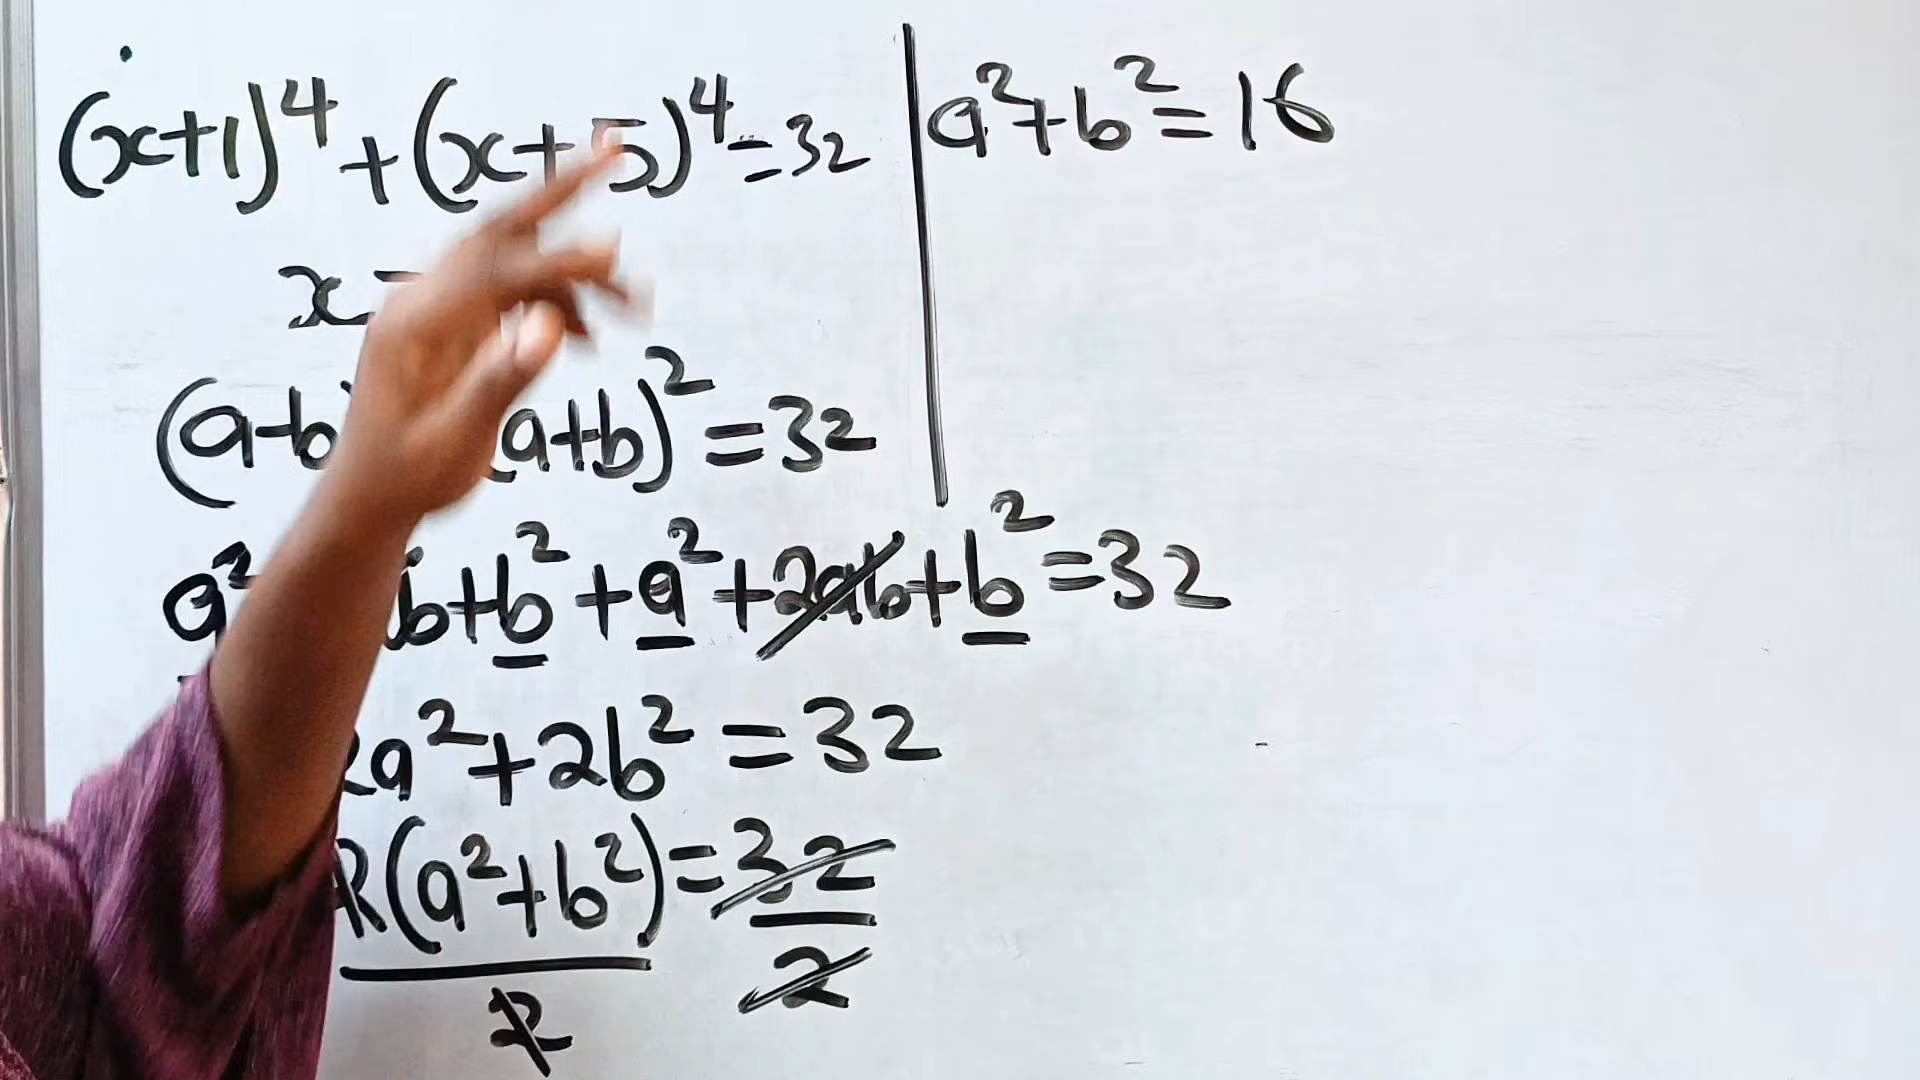 (x+1)⁴+(x+5)⁴=32
x
(a-b) (a+b)²=32
a² b+b²+a²+2ab+b²=32
2a²+2b²=32
2(a²+b²)=32
2 2
a²+b²=16